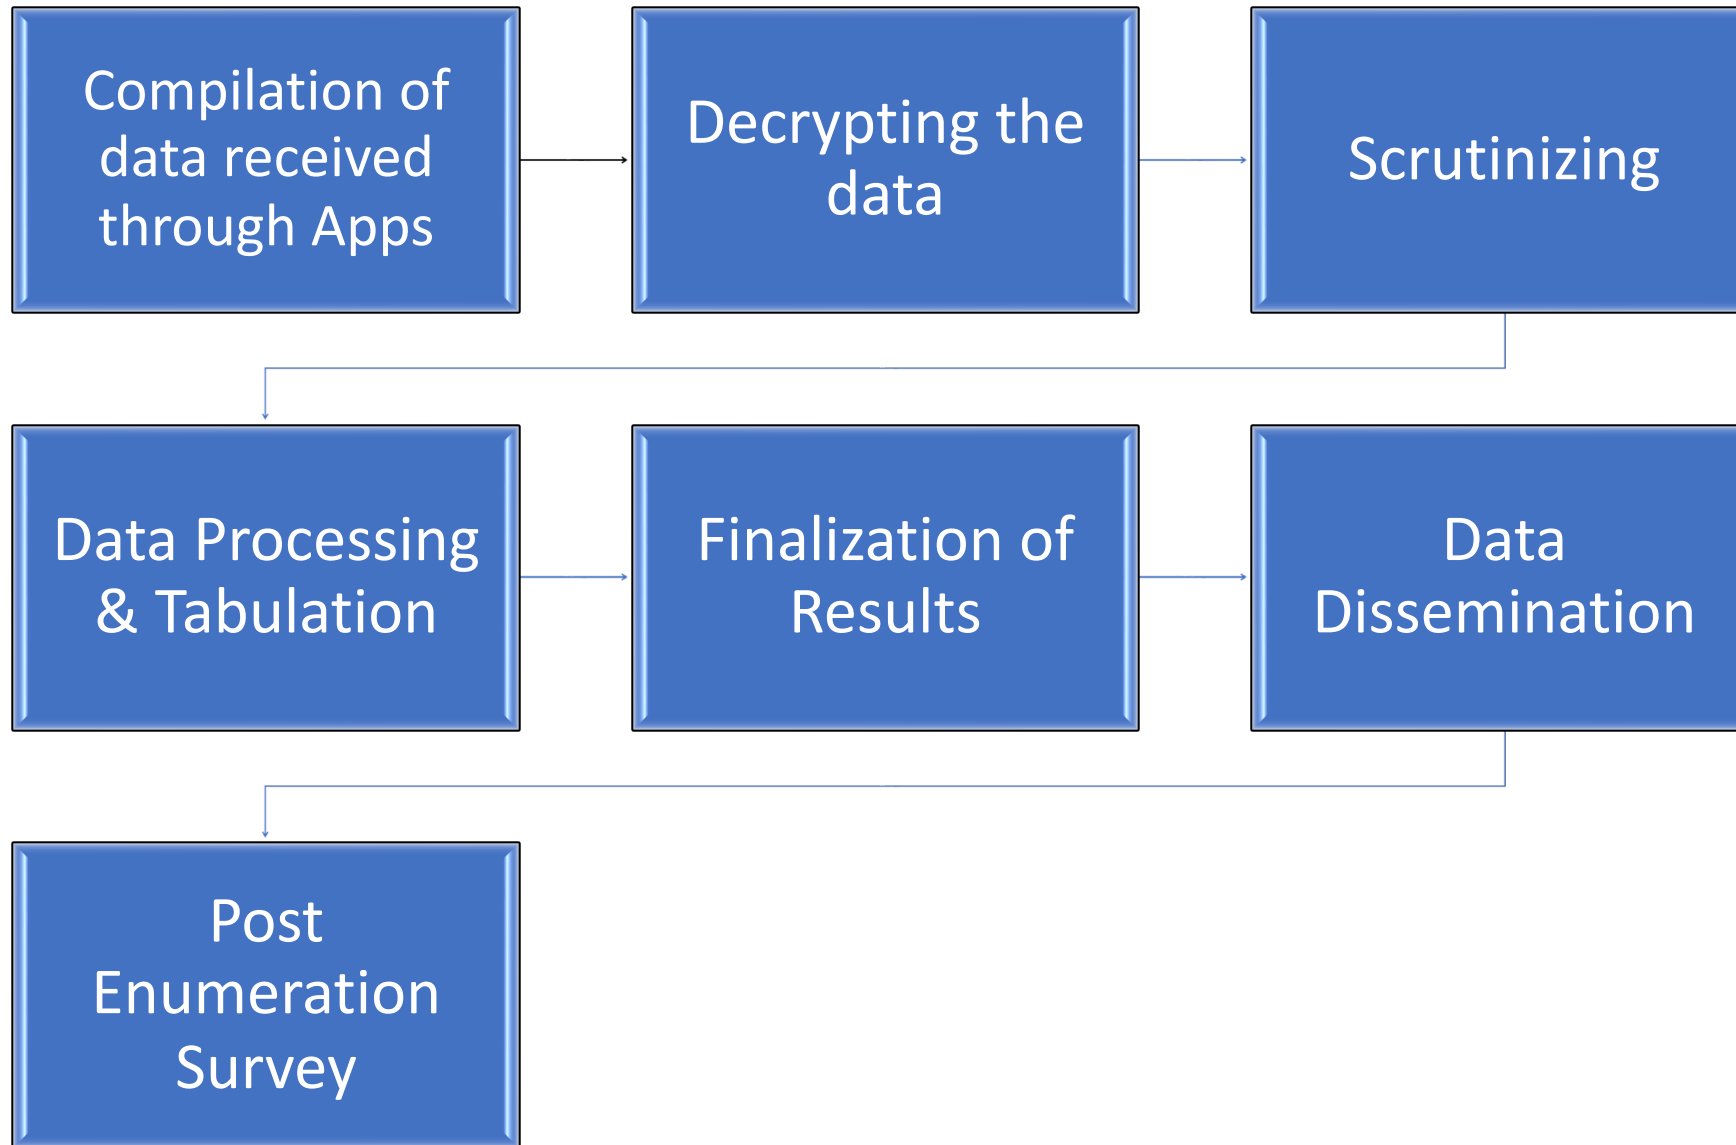 Compilation of
data received
through Apps
Decrypting the
data
Scrutinizing
Data Processing
& Tabulation
Finalization of
Results
Data
Dissemination
Post
Enumeration
Survey